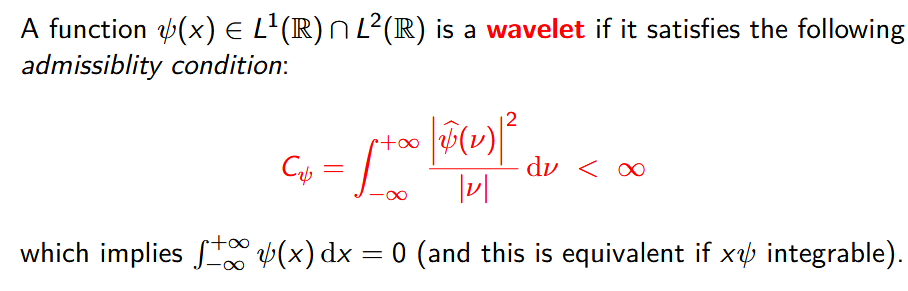 A function ψ(x) ∈ L¹(ℝ) ∩ L²(ℝ) is a wavelet if it satisfies the following
admissiblity condition:
C_ψ = ∫_{−∞}^{+∞} |ψ̂(ν)|² / |ν| dν < ∞
which implies ∫_{−∞}^{+∞} ψ(x) dx = 0 (and this is equivalent if xψ integrable).